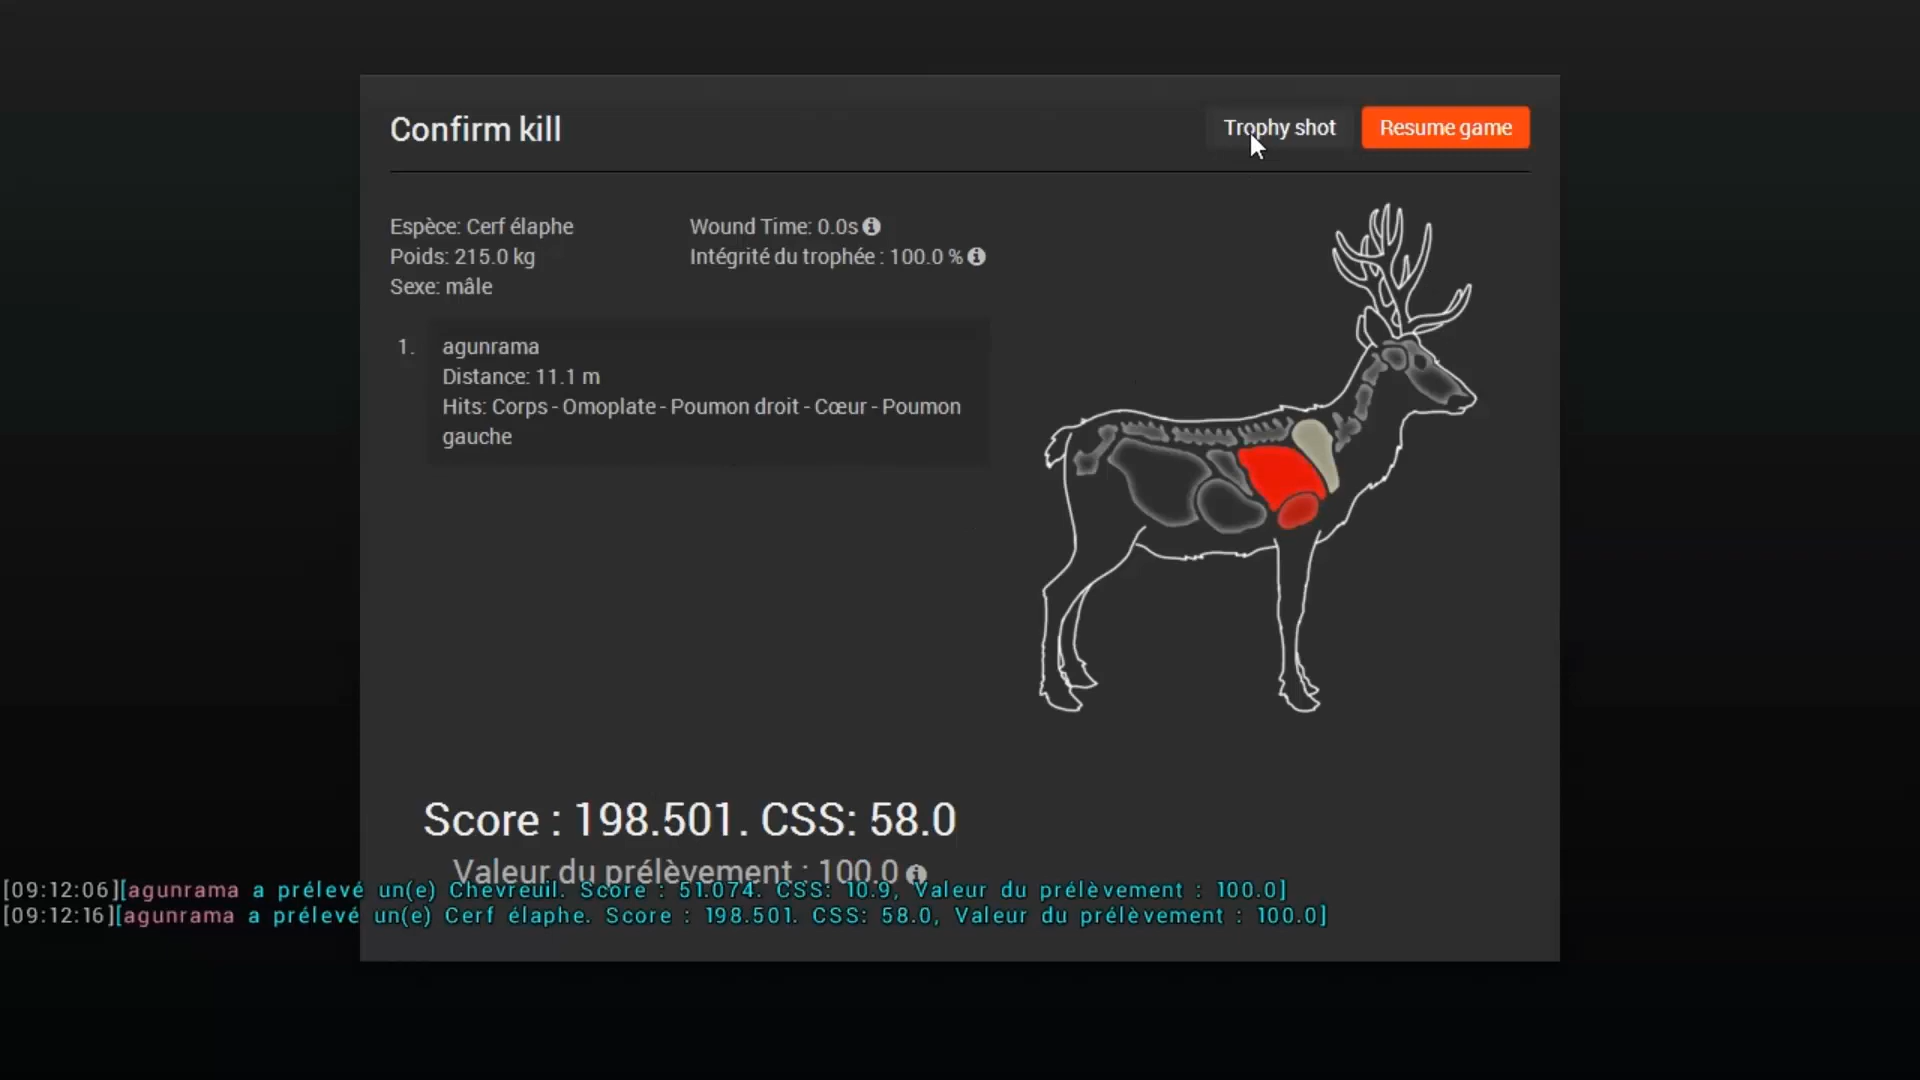 Confirm kill
Trophy shot
Resume game
Espèce: Cerf élaphe
Poids: 215.0 kg
Sexe: mâle
Wound Time: 0.0s
Intégrité du trophée : 100.0 %
1.
agunrama
Distance: 11.1 m
Hits: Corps - Omoplate - Poumon droit - Cœur - Poumon
gauche
Score : 198.501. CSS: 58.0
Valeur du prélèvement : 100.0
[09:12:06][agunrama a prélevé un(e) Chevreuil. Score : 51.074. CSS: 10.9, Valeur du prélèvement : 100.0]
[09:12:16][agunrama a prélevé un(e) Cerf élaphe. Score : 198.501. CSS: 58.0, Valeur du prélèvement : 100.0]